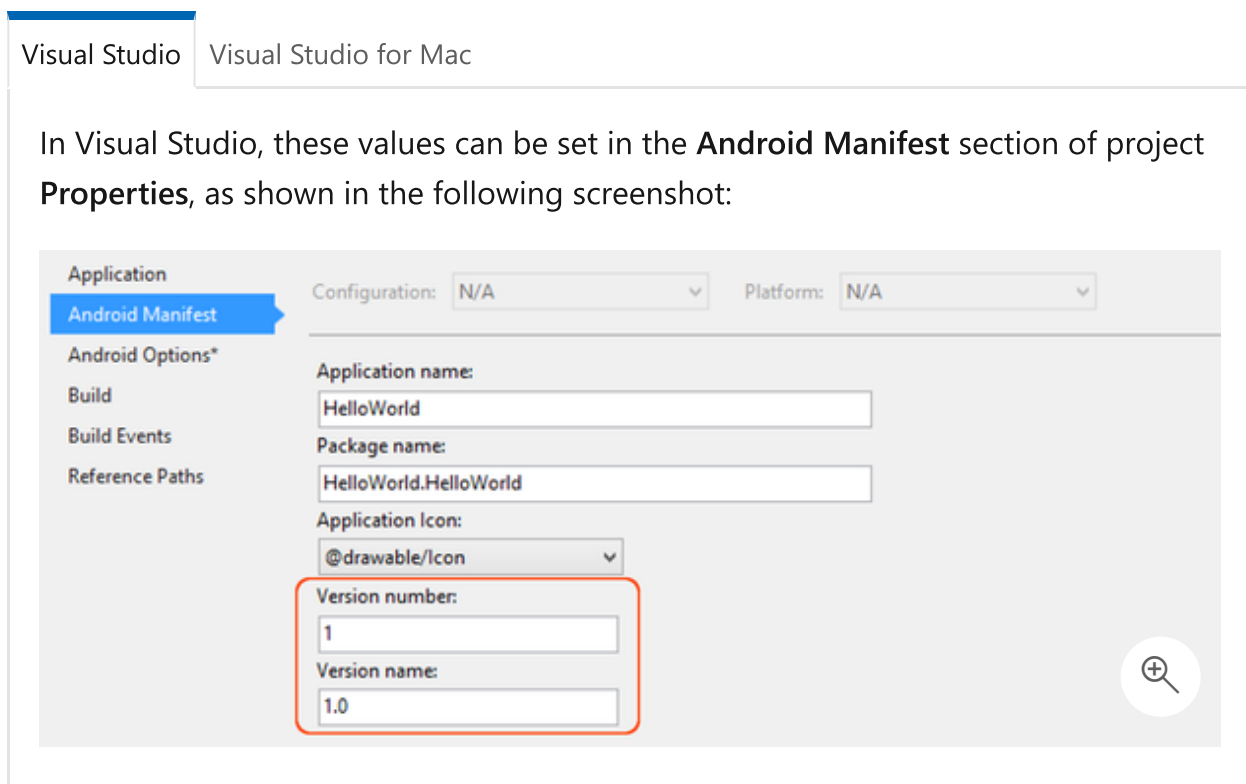 Visual Studio
Visual Studio for Mac
In Visual Studio, these values can be set in the Android Manifest section of project
Properties, as shown in the following screenshot:
Application
Android Manifest
Android Options*
Build
Build Events
Reference Paths
Configuration: N/A Platform: N/A
Application name:
HelloWorld
Package name:
HelloWorld.HelloWorld
Application Icon:
@drawable/Icon
Version number:
1
Version name:
1.0